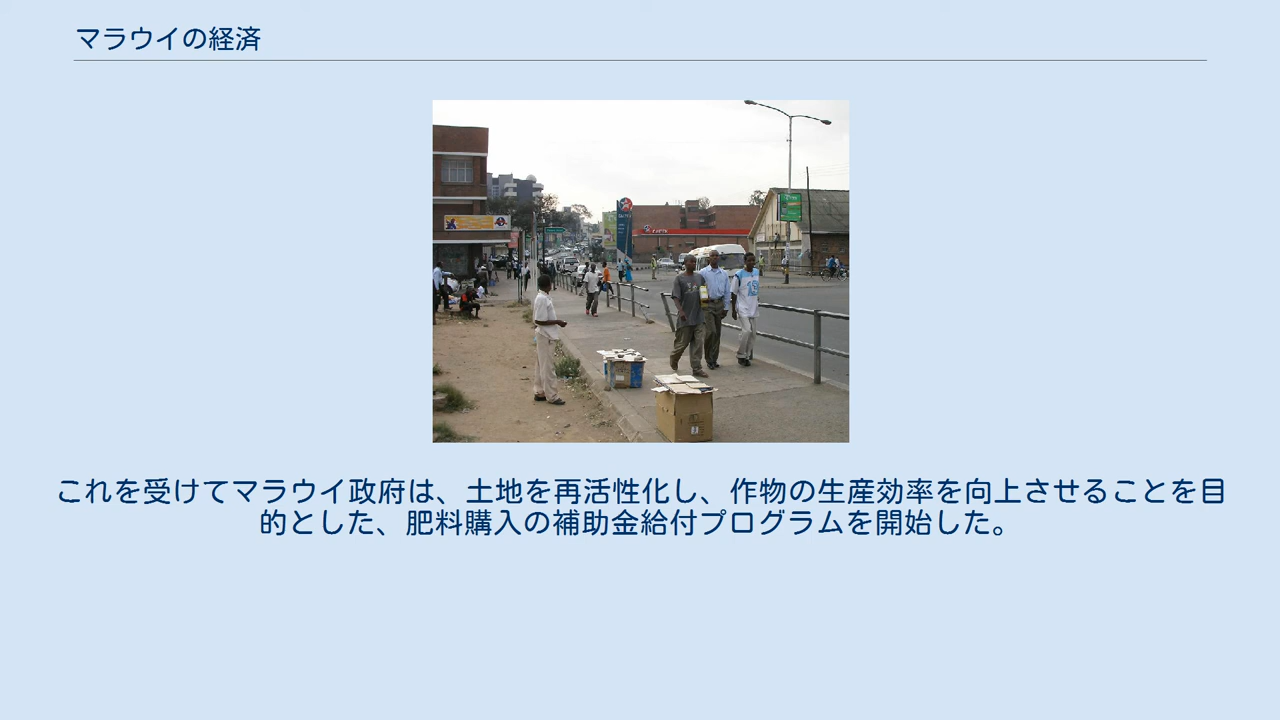 マラウイの経済
これを受けてマラウイ政府は、土地を再活性化し、作物の生産効率を向上させることを目
的とした、肥料購入の補助金給付プログラムを開始した。